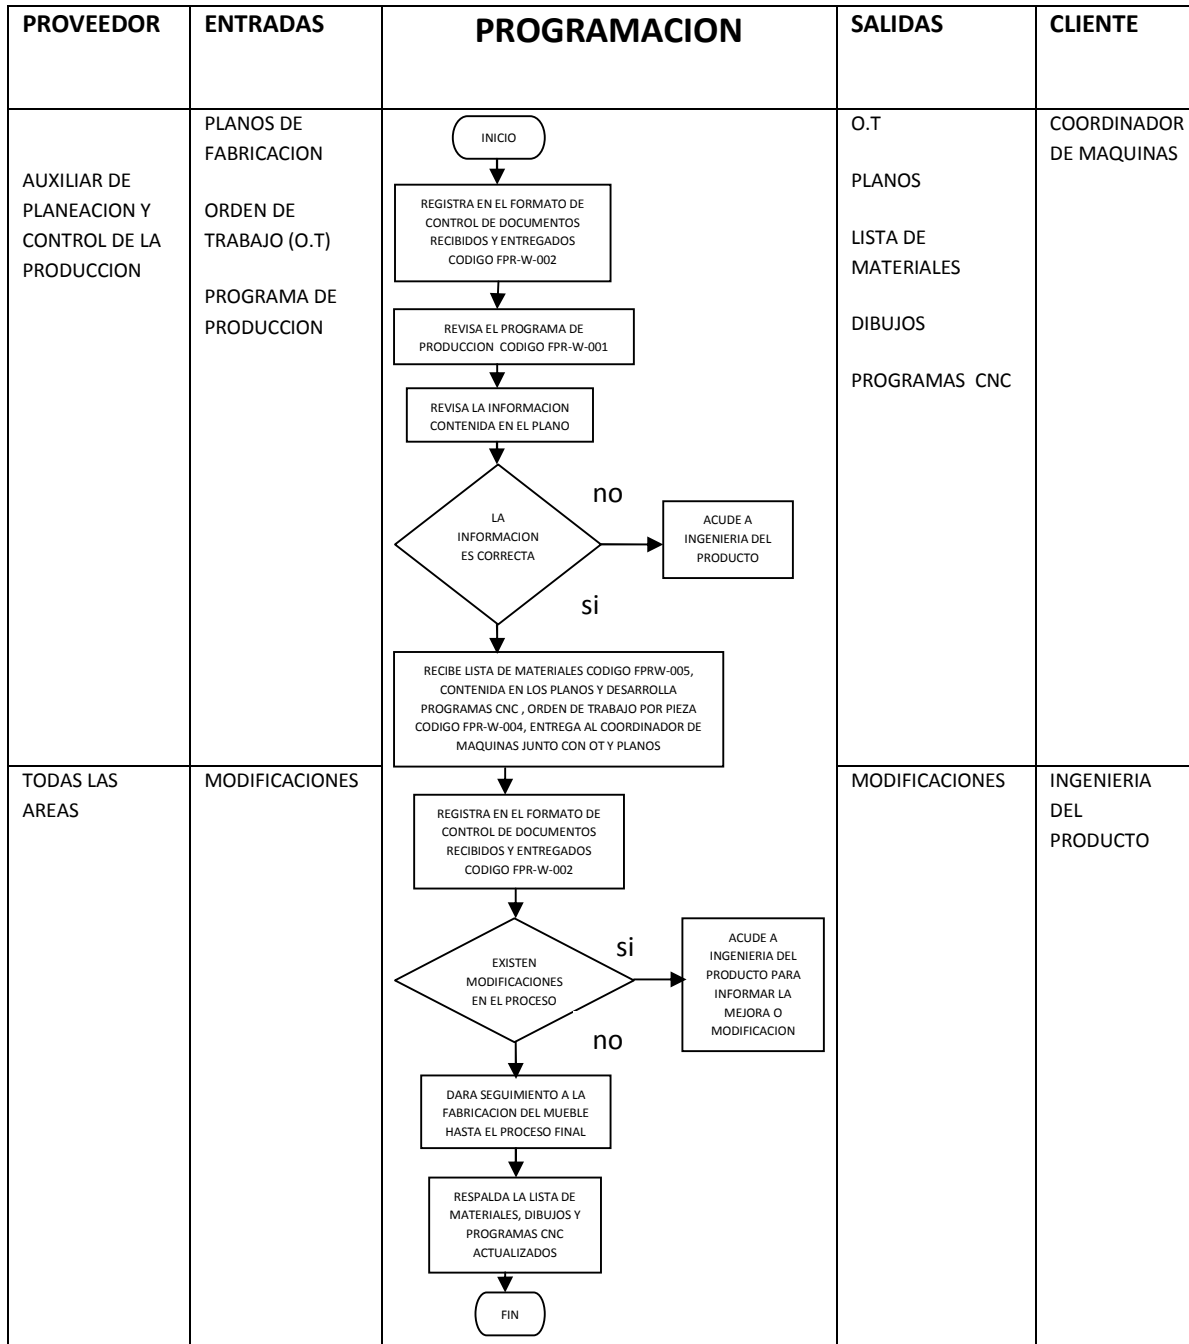 PROVEEDOR
ENTRADAS
PROGRAMACION
SALIDAS
CLIENTE
AUXILIAR DE
PLANEACION Y
CONTROL DE LA
PRODUCCION
PLANOS DE
FABRICACION
ORDEN DE
TRABAJO (O.T)
PROGRAMA DE
PRODUCCION
INICIO
REGISTRA EN EL FORMATO DE
CONTROL DE DOCUMENTOS
RECIBIDOS Y ENTREGADOS
CODIGO FPR-W-002
REVISA EL PROGRAMA DE
PRODUCCION CODIGO FPR-W-001
REVISA LA INFORMACION
CONTENIDA EN EL PLANO
LA
INFORMACION
ES CORRECTA
no
ACUDE A
INGENIERIA DEL
PRODUCTO
si
RECIBE LISTA DE MATERIALES CODIGO FPRW-005,
CONTENIDA EN LOS PLANOS Y DESARROLLA
PROGRAMAS CNC , ORDEN DE TRABAJO POR PIEZA
CODIGO FPR-W-004, ENTREGA AL COORDINADOR DE
MAQUINAS JUNTO CON OT Y PLANOS
O.T
PLANOS
LISTA DE
MATERIALES
DIBUJOS
PROGRAMAS CNC
COORDINADOR
DE MAQUINAS
TODAS LAS
AREAS
MODIFICACIONES
REGISTRA EN EL FORMATO DE
CONTROL DE DOCUMENTOS
RECIBIDOS Y ENTREGADOS
CODIGO FPR-W-002
EXISTEN
MODIFICACIONES
EN EL PROCESO
si
ACUDE A
INGENIERIA DEL
PRODUCTO PARA
INFORMAR LA
MEJORA O
MODIFICACION
no
DARA SEGUIMIENTO A LA
FABRICACION DEL MUEBLE
HASTA EL PROCESO FINAL
RESPALDA LA LISTA DE
MATERIALES, DIBUJOS Y
PROGRAMAS CNC
ACTUALIZADOS
FIN
MODIFICACIONES
INGENIERIA
DEL
PRODUCTO